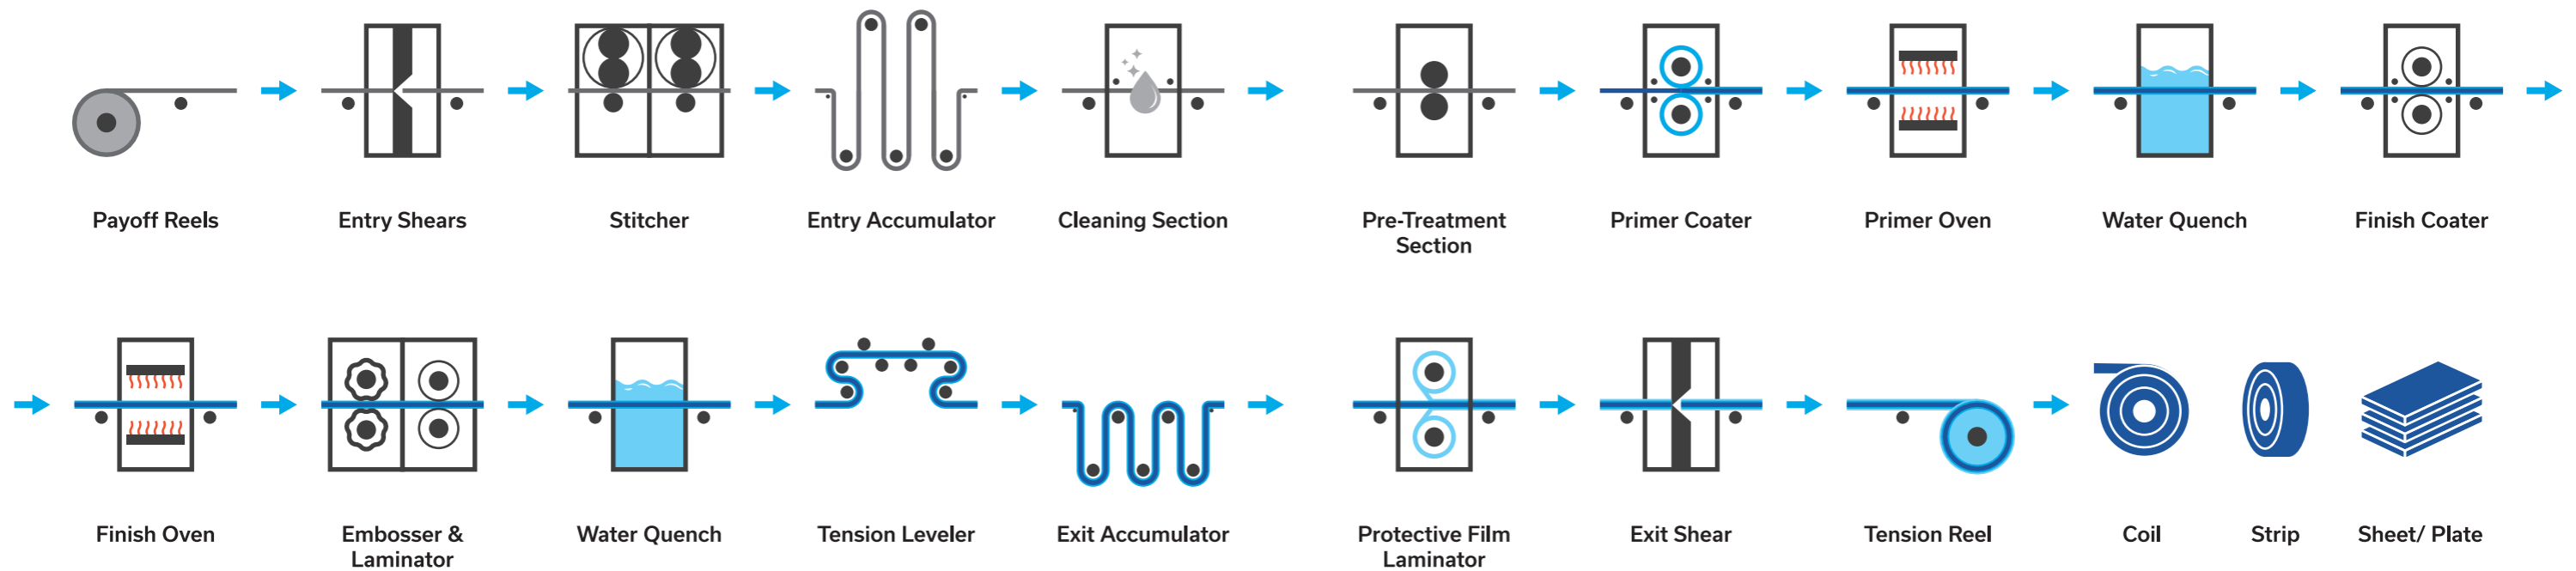 Payoff Reels
Entry Shears
Stitcher
Entry Accumulator
Cleaning Section
Pre-Treatment
Section
Primer Coater
Primer Oven
Water Quench
Finish Coater
Finish Oven
Embosser &
Laminator
Water Quench
Tension Leveler
Exit Accumulator
Protective Film
Laminator
Exit Shear
Tension Reel
Coil
Strip
Sheet/ Plate